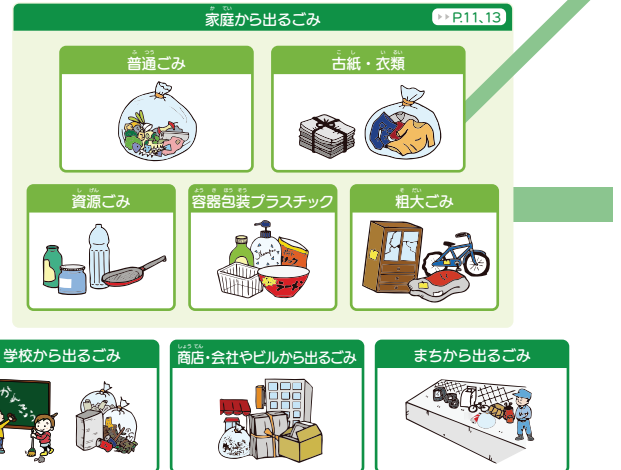 家庭から出るごみ
▶▶P.11、13
普通ごみ
古紙・衣類
資源ごみ
容器包装プラスチック
粗大ごみ
学校から出るごみ
商店・会社やビルから出るごみ
まちから出るごみ